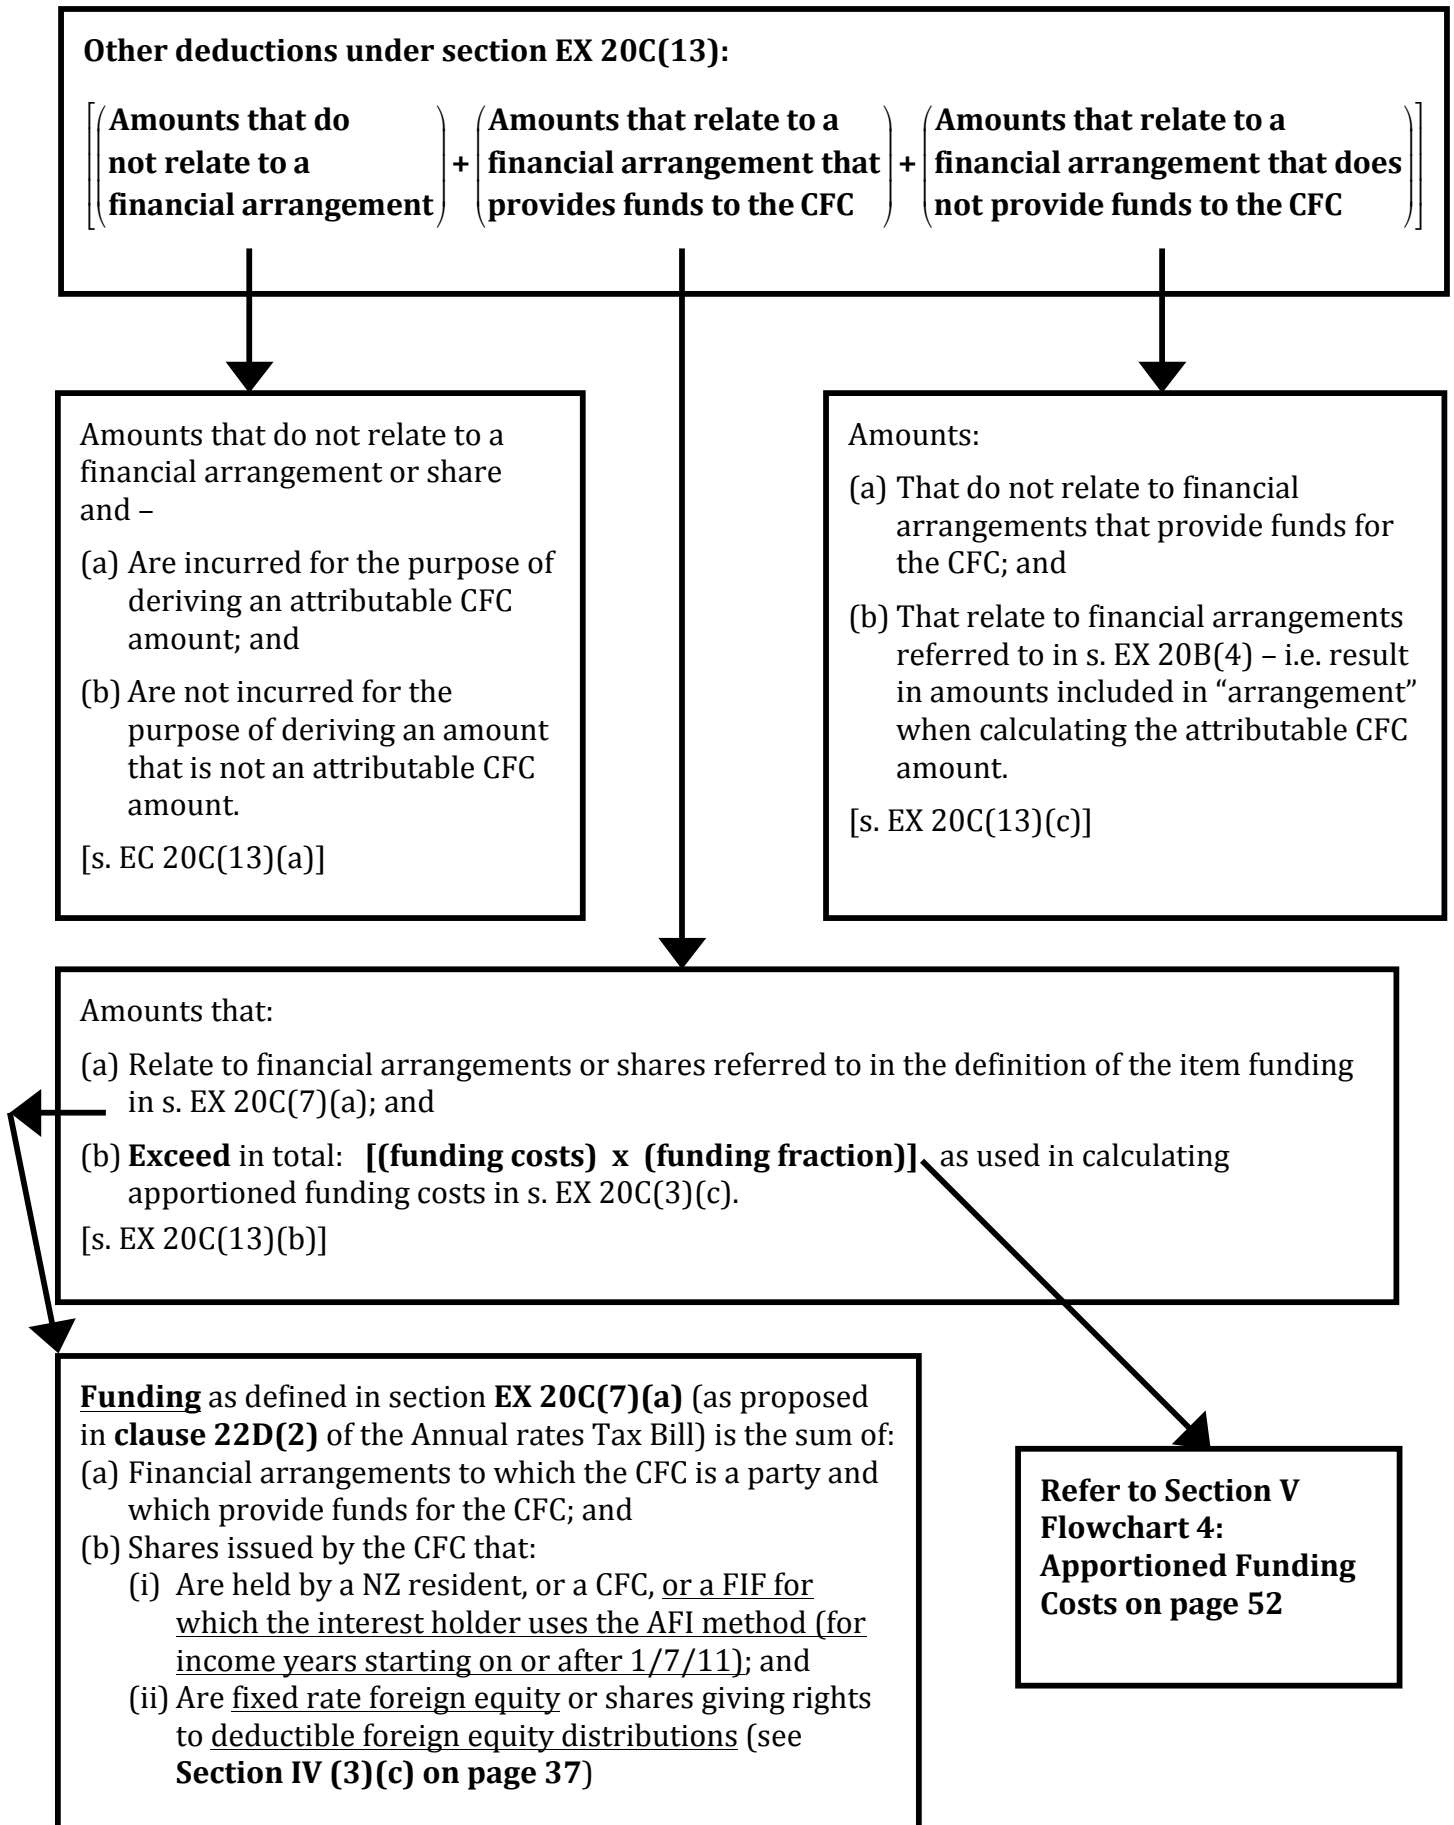 Other deductions under section EX 20C(13):
Amounts that do
not relate to a
financial arrangement
+
Amounts that relate to a
financial arrangement that
provides funds to the CFC
+
Amounts that relate to a
financial arrangement that does
not provide funds to the CFC
Amounts that do not relate to a
financial arrangement or share
and –
(a) Are incurred for the purpose of
deriving an attributable CFC
amount; and
(b) Are not incurred for the
purpose of deriving an amount
that is not an attributable CFC
amount.
[s. EC 20C(13)(a)]
Amounts:
(a) That do not relate to financial
arrangements that provide funds for
the CFC; and
(b) That relate to financial arrangements
referred to in s. EX 20B(4) – i.e. result
in amounts included in “arrangement”
when calculating the attributable CFC
amount.
[s. EX 20C(13)(c)]
Amounts that:
(a) Relate to financial arrangements or shares referred to in the definition of the item funding
in s. EX 20C(7)(a); and
(b) Exceed in total: [(funding costs) x (funding fraction)] as used in calculating
apportioned funding costs in s. EX 20C(3)(c).
[s. EX 20C(13)(b)]
Funding as defined in section EX 20C(7)(a) (as proposed
in clause 22D(2) of the Annual rates Tax Bill) is the sum of:
(a) Financial arrangements to which the CFC is a party and
which provide funds for the CFC; and
(b) Shares issued by the CFC that:
(i) Are held by a NZ resident, or a CFC, or a FIF for
which the interest holder uses the AFI method (for
income years starting on or after 1/7/11); and
(ii) Are fixed rate foreign equity or shares giving rights
to deductible foreign equity distributions (see
Section IV (3)(c) on page 37)
Refer to Section V
Flowchart 4:
Apportioned Funding
Costs on page 52